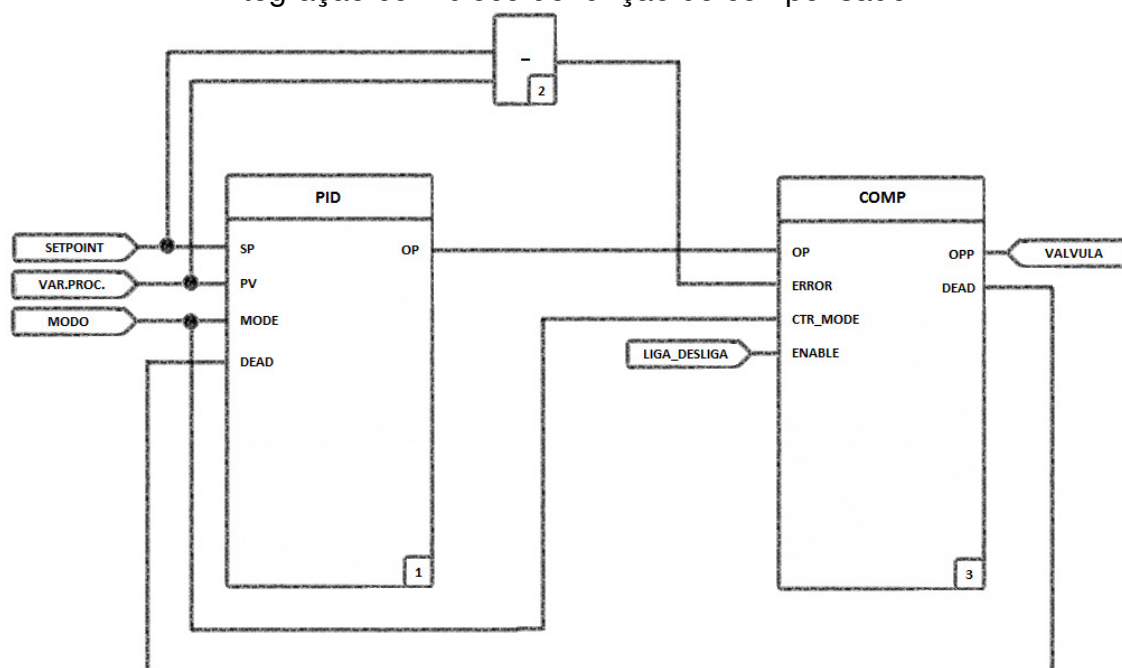 PID
COMP
-
2
SETPOINT
VAR.PROC.
MODO
SP
PV
MODE
DEAD
OP
1
OP
ERROR
CTR_MODE
ENABLE
LIGA_DESLIGA
OPP
DEAD
VALVULA
3